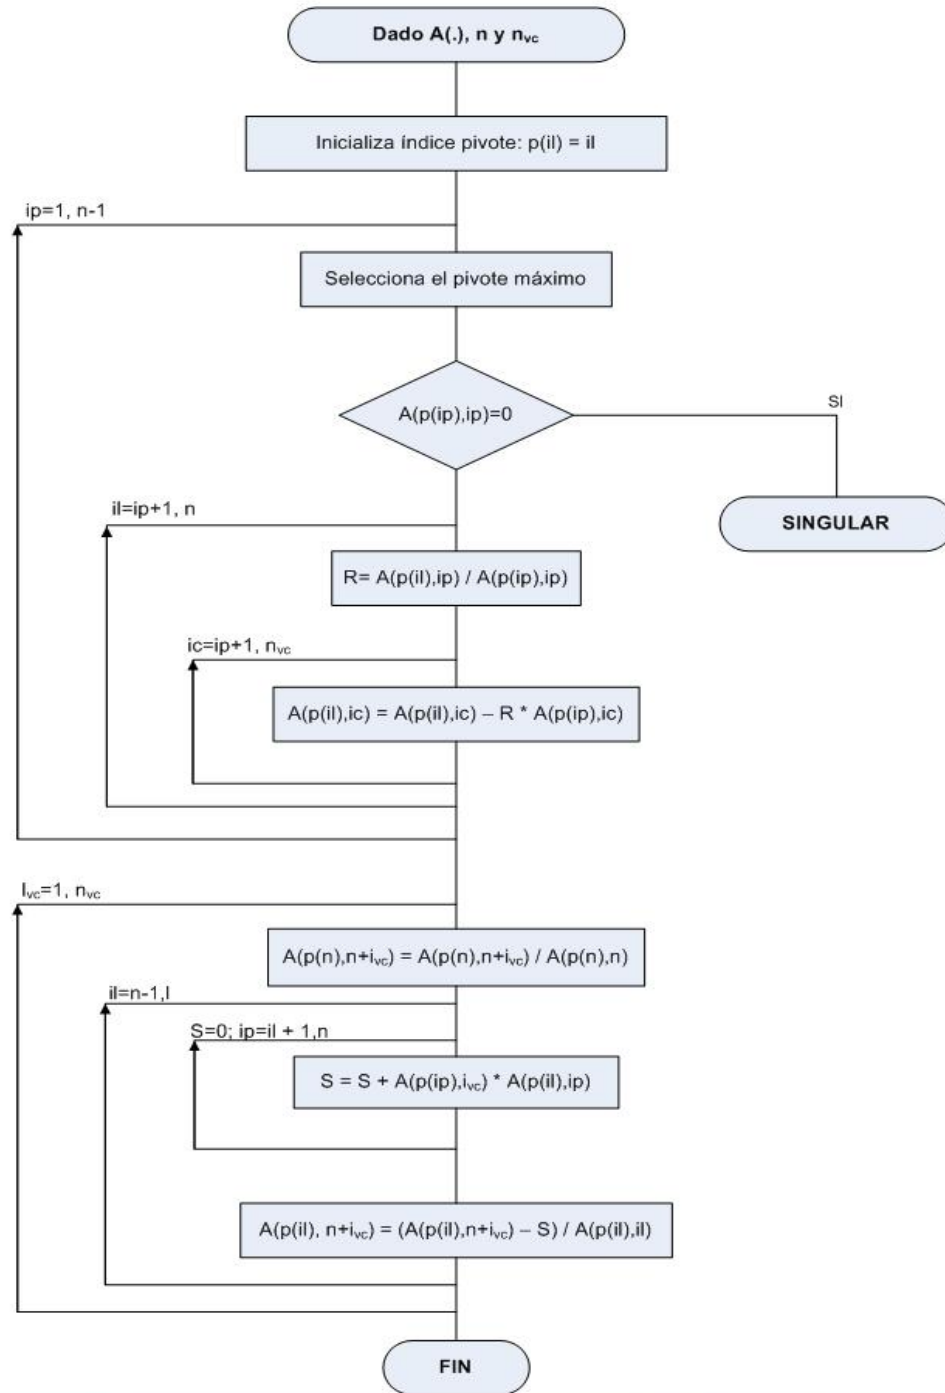 Dado A(.), n y nvc
Inicializa índice pivote: p(il) = il
ip=1, n-1
Selecciona el pivote máximo
A(p(ip),ip)=0
SI
SINGULAR
il=ip+1, n
R= A(p(il),ip) / A(p(ip),ip)
ic=ip+1, nvc
A(p(il),ic) = A(p(il),ic) – R * A(p(ip),ic)
Ivc=1, nvc
A(p(n),n+ivc) = A(p(n),n+ivc) / A(p(n),n)
il=n-1,I
S=0; ip=il + 1,n
S = S + A(p(ip),ivc) * A(p(il),ip)
A(p(il), n+ivc) = (A(p(il),n+ivc) – S) / A(p(il),il)
FIN